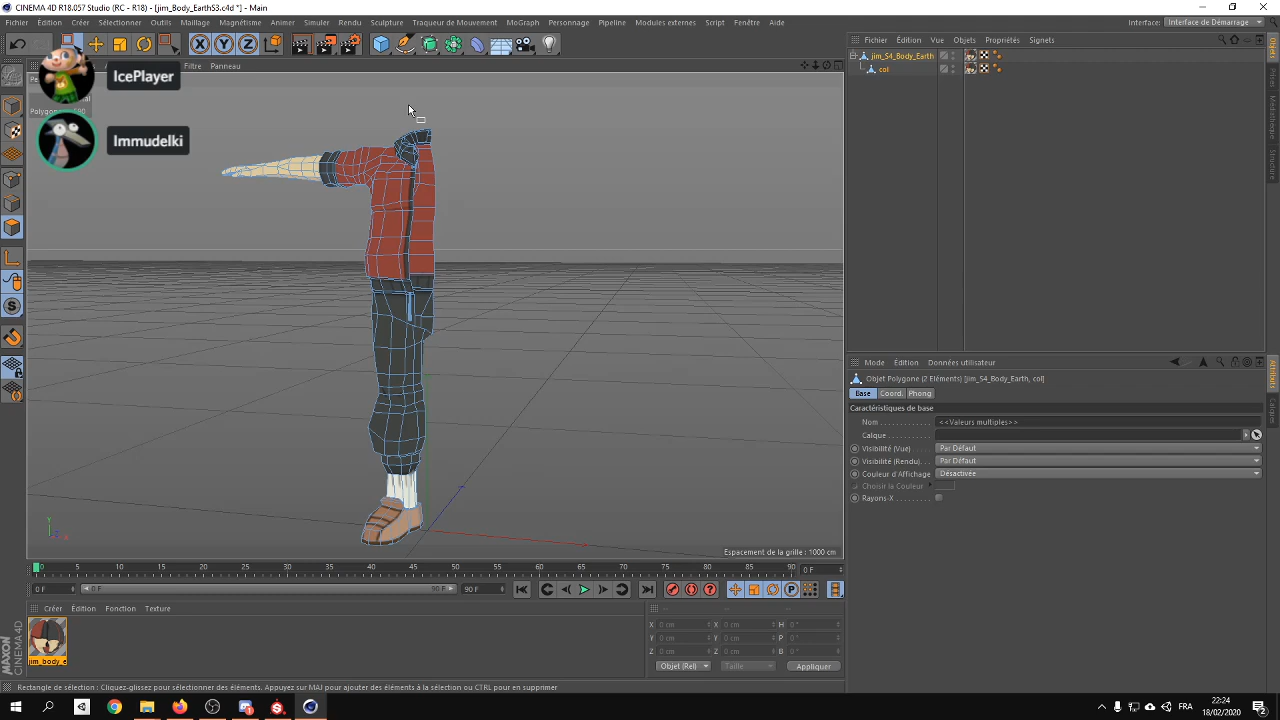 CINEMA 4D R18.057 Studio (RC - R18) - [jim_Body_EarthS3.c4d *] - Main
Fichier Édition Créer Sélectionner Outils Maillage Magnétisme Animer Simuler Rendu Sculpture Traqueur de Mouvement MoGraph Personnage Pipeline Modules externes Script Fenêtre Aide Interface: Interface de Démarrage
Filtre Panneau
IcePlayer
Immudelki
Fichier Édition Vue Objets Propriétés Signets
jim_S4_Body_Earth
col
Objets
Structure
Mode Édition Données utilisateur
Objet Polygone (2 Eléments) [jim_S4_Body_Earth, col]
Base Coord. Phong
Caractéristiques de base
Nom <<Valeurs multiples>>
Calque
Visibilité (Vue) Par Défaut
Visibilité (Rendu) Par Défaut
Couleur d'Affichage Désactivée
Choisir la Couleur
Rayons-X
Attributs
Calques
Y
X
Espacement de la grille : 1000 cm
0 5 10 15 20 25 30 35 40 45 50 55 60 65 70 75 80 85 90 0 F
0 F 0 F 90 F 90 F
Créer Édition Fonction Texture
jim_body_e
X 0 cm X 0 cm H 0 °
Y 0 cm Y 0 cm P 0 °
Z 0 cm Z 0 cm B 0 °
Objet (Rel) Taille Appliquer
MAXON CINEMA 4D
Rectangle de sélection : Cliquez-glissez pour sélectionner des éléments. Appuyez sur MAJ pour ajouter des éléments à la sélection ou CTRL pour en supprimer
FRA
22:24
18/02/2020
2